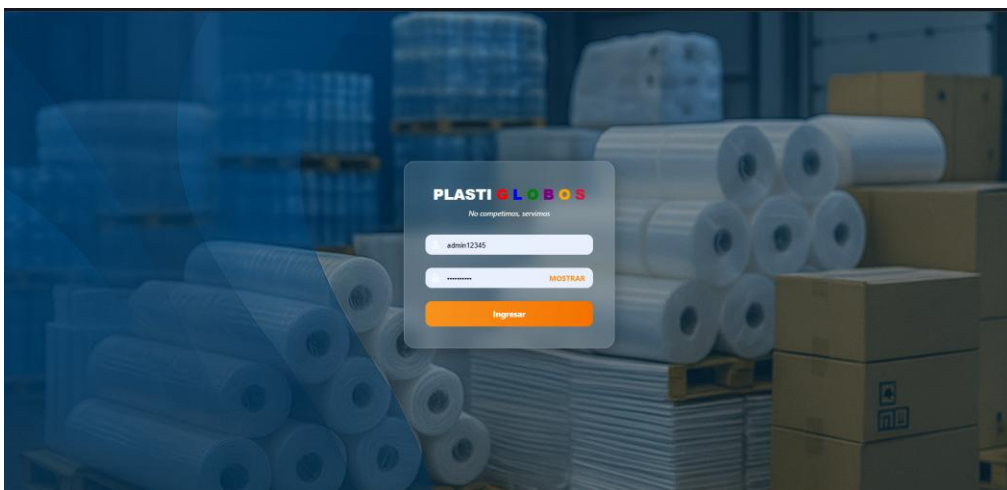 PLASTI GLOBOS
No competimos, servimos
admin12345
••••••••••
MOSTRAR
Ingresar